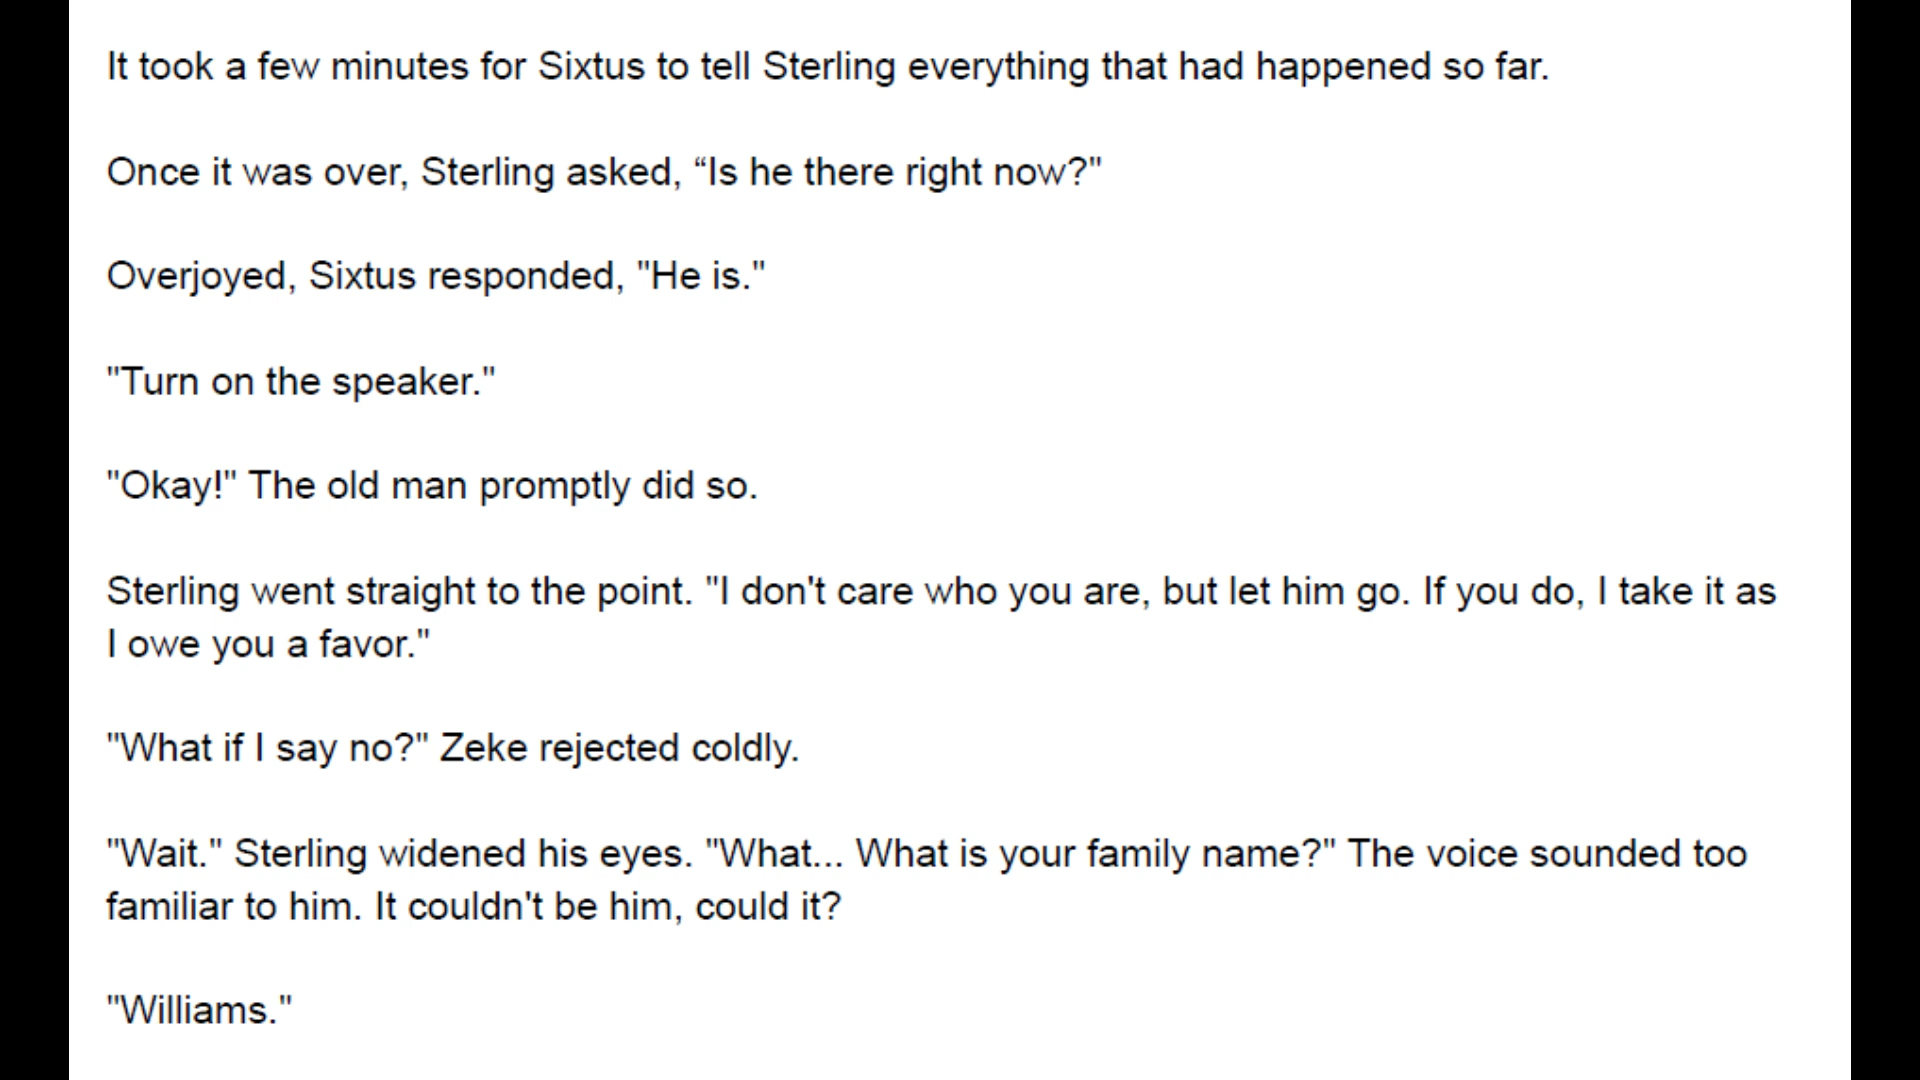 It took a few minutes for Sixtus to tell Sterling everything that had happened so far.
Once it was over, Sterling asked, “Is he there right now?"
Overjoyed, Sixtus responded, "He is."
"Turn on the speaker."
"Okay!" The old man promptly did so.
Sterling went straight to the point. "I don't care who you are, but let him go. If you do, I take it as
I owe you a favor."
"What if I say no?" Zeke rejected coldly.
"Wait." Sterling widened his eyes. "What... What is your family name?" The voice sounded too
familiar to him. It couldn't be him, could it?
"Williams."